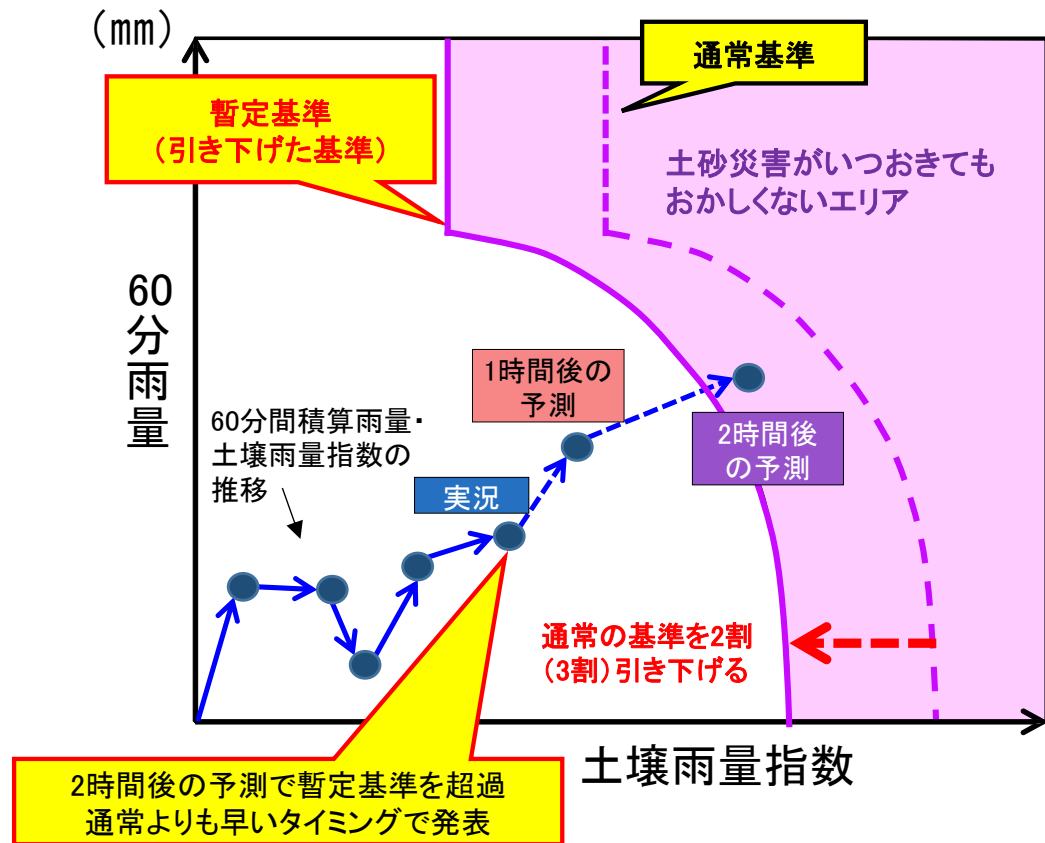 (mm)
通常基準
暫定基準
(引き下げた基準)
土砂災害がいつおきても
おかしくないエリア
60
分
雨
量
1時間後の
予測
60分間積算雨量・
土壌雨量指数の
推移
2時間後
の予測
実況
通常の基準を2割
(3割)引き下げる
土壌雨量指数
2時間後の予測で暫定基準を超過
通常よりも早いタイミングで発表